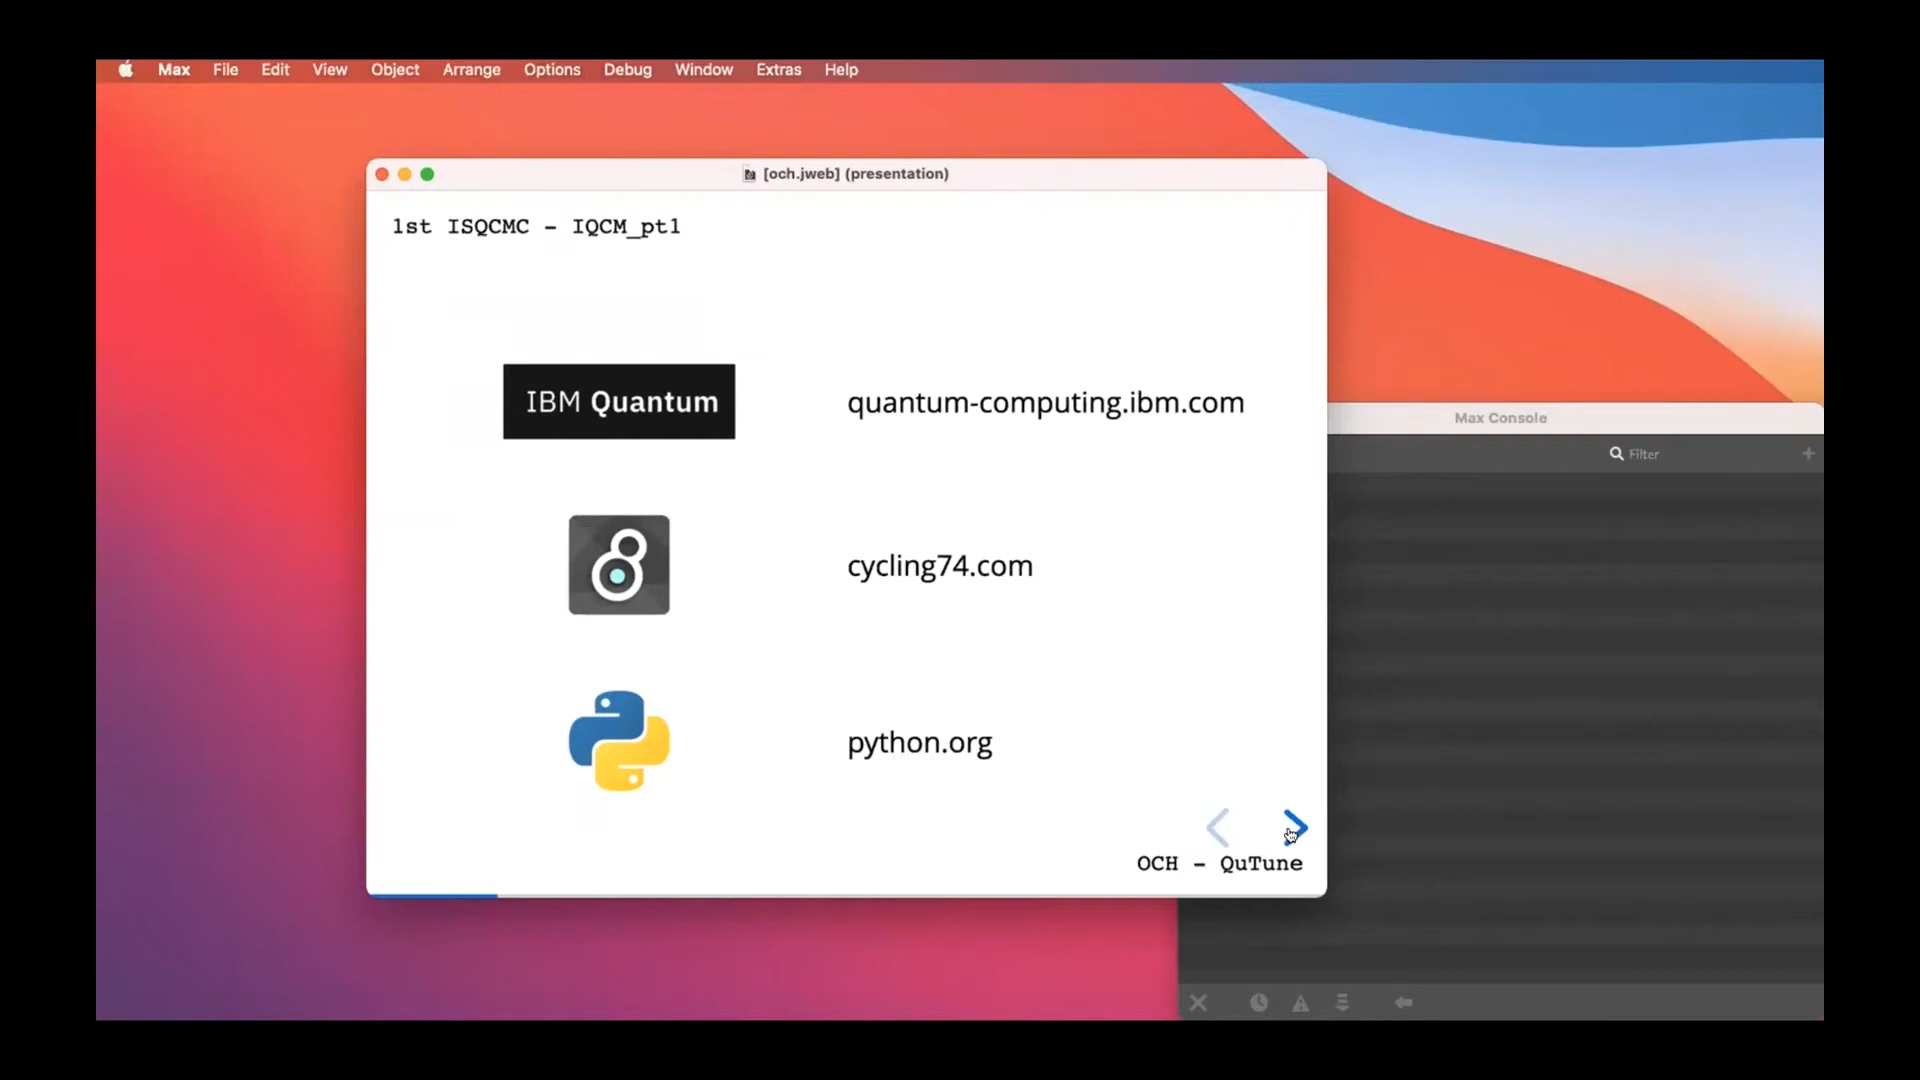 Max File Edit View Object Arrange Options Debug Window Extras Help
[och.jweb] (presentation)
1st ISQCMC - IQCM_pt1
IBM Quantum
quantum-computing.ibm.com
Max Console
Filter
cycling74.com
python.org
OCH - QuTune